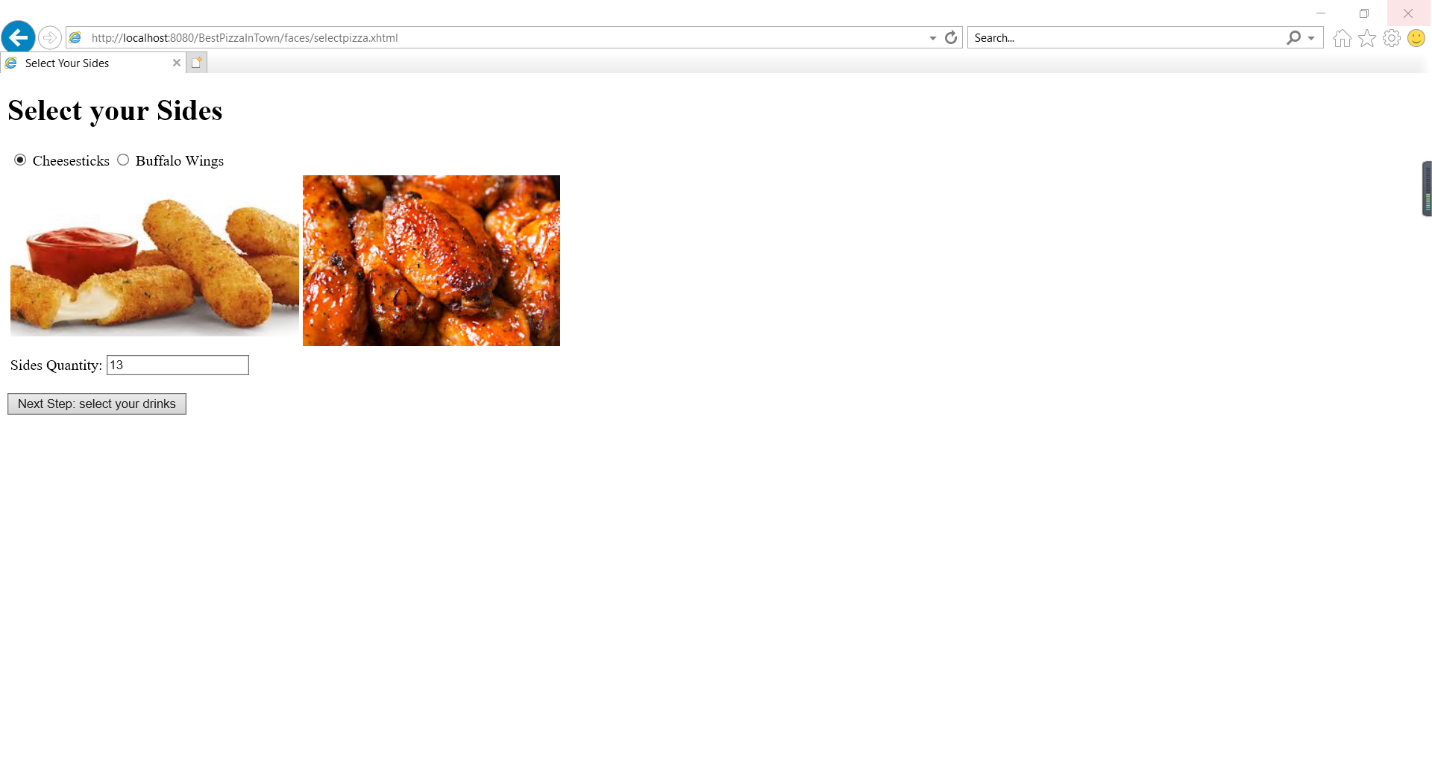 http://localhost:8080/BestPizzaInTown/faces/selectpizza.xhtml
Search...
Select Your Sides
Select your Sides
Cheesesticks Buffalo Wings
Sides Quantity: 13
Next Step: select your drinks